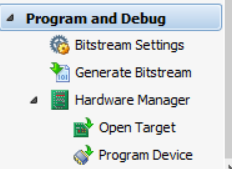 Program and Debug
Bitstream Settings
Generate Bitstream
Hardware Manager
Open Target
Program Device